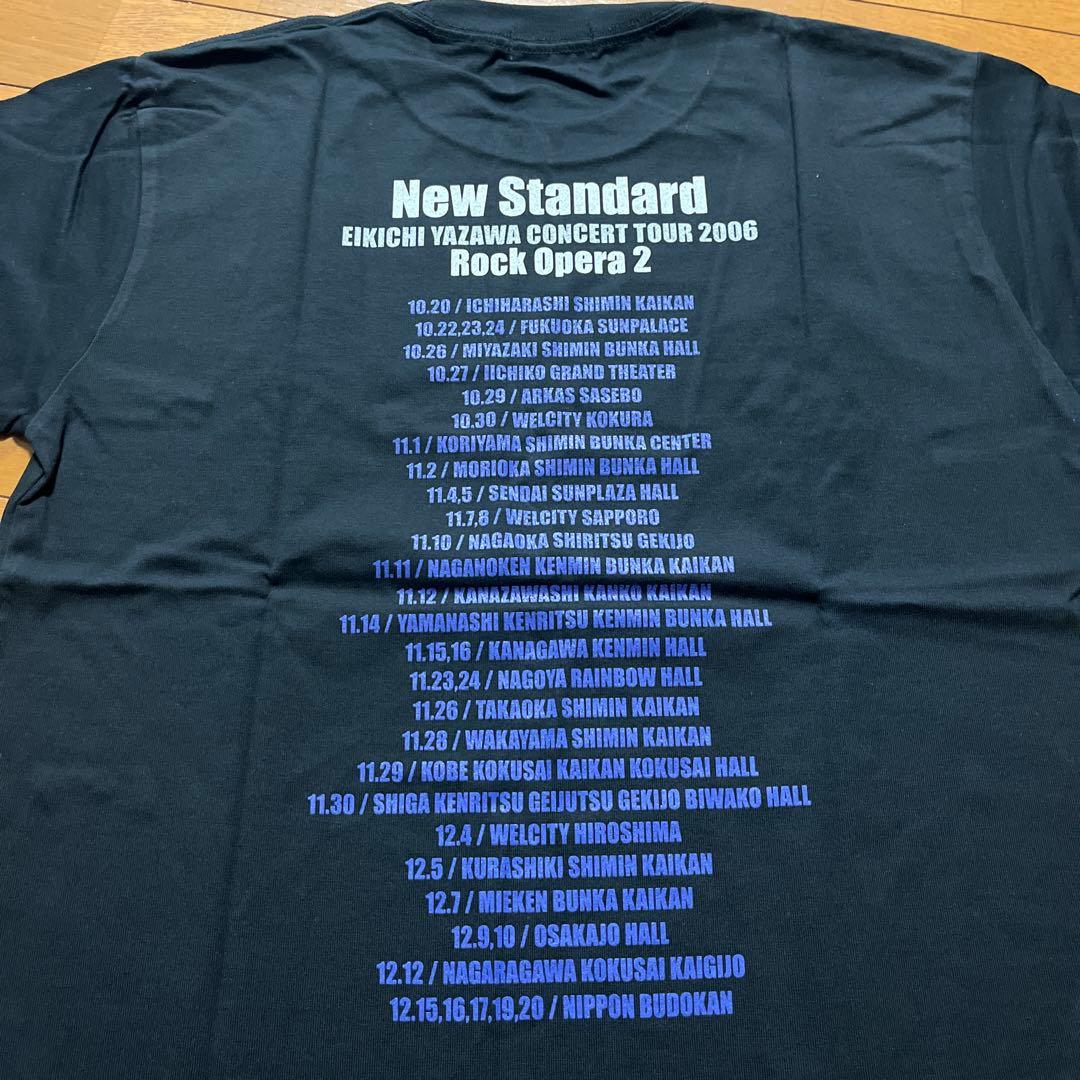 New Standard
EIKICHI YAZAWA CONCERT TOUR 2006
Rock Opera 2
10.20 / ICHIHARASHI SHIMIN KAIKAN
10.22,23,24 / FUKUOKA SUNPALACE
10.26 / MIYAZAKI SHIMIN BUNKA HALL
10.27 / IICHIKO GRAND THEATER
10.29 / ARKAS SASEBO
10.30 / WELCITY KOKURA
11.1 / KORIYAMA SHIMIN BUNKA CENTER
11.2 / MORIOKA SHIMIN BUNKA HALL
11.4,5 / SENDAI SUNPLAZA HALL
11.7,8 / WELCITY SAPPORO
11.10 / NAGAOKA SHIRITSU GEKIJO
11.11 / NAGANOKEN KENMIN BUNKA KAIKAN
11.12 / KANAZAWASHI KANKO KAIKAN
11.14 / YAMANASHI KENRITSU KENMIN BUNKA HALL
11.15,16 / KANAGAWA KENMIN HALL
11.23,24 / NAGOYA RAINBOW HALL
11.26 / TAKAOKA SHIMIN KAIKAN
11.28 / WAKAYAMA SHIMIN KAIKAN
11.29 / KOBE KOKUSAI KAIKAN KOKUSAI HALL
11.30 / SHIGA KENRITSU GEIJUTSU GEKIJO BIWAKO HALL
12.4 / WELCITY HIROSHIMA
12.5 / KURASHIKI SHIMIN KAIKAN
12.7 / MIEKEN BUNKA KAIKAN
12.9,10 / OSAKAJO HALL
12.12 / NAGARAGAWA KOKUSAI KAIGIJO
12.15,16,17,19,20 / NIPPON BUDOKAN